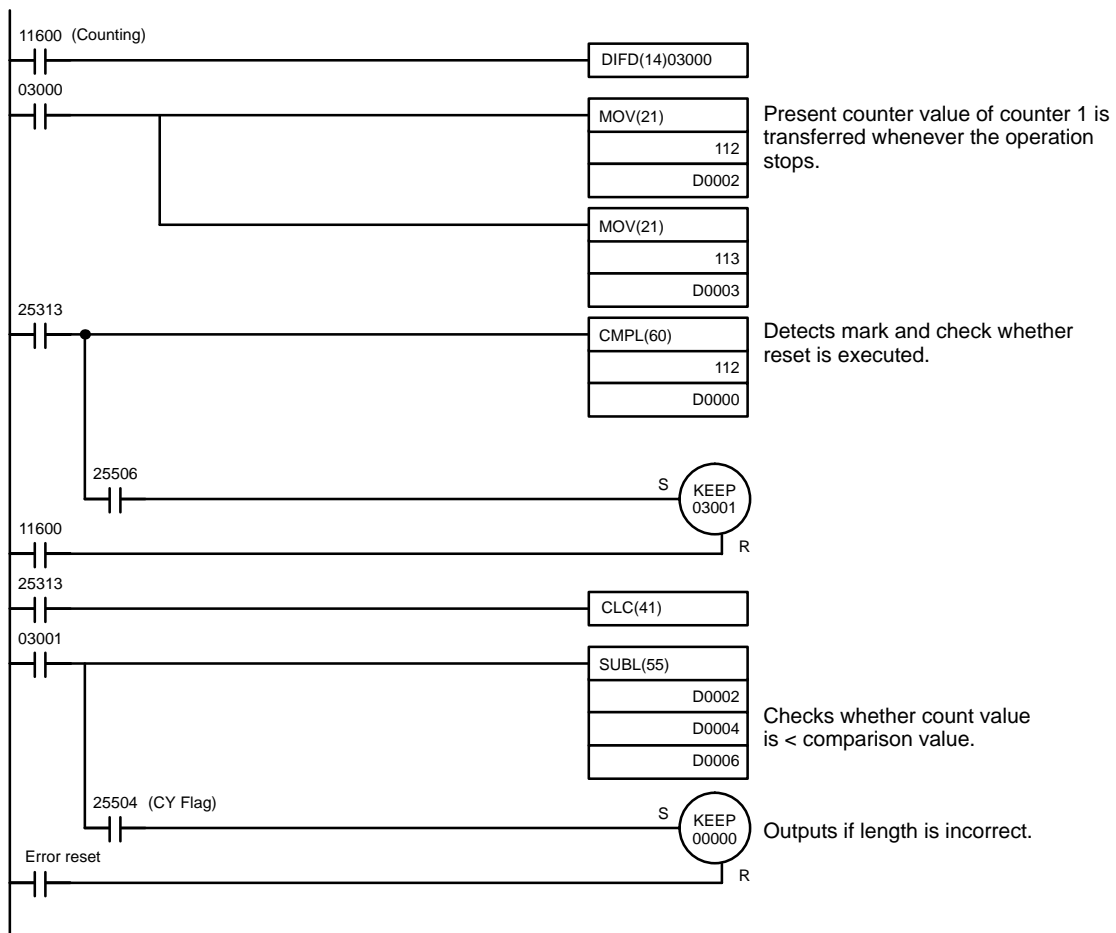 11600 (Counting)
DIFD(14)03000
03000
MOV(21)
112
D0002
Present counter value of counter 1 is
transferred whenever the operation
stops.
MOV(21)
113
D0003
25313
CMPL(60)
112
D0000
Detects mark and check whether
reset is executed.
25506
S
KEEP
03001
11600
R
25313
CLC(41)
03001
SUBL(55)
D0002
D0004
D0006
Checks whether count value
is < comparison value.
25504 (CY Flag)
S
KEEP
00000
Outputs if length is incorrect.
Error reset
R